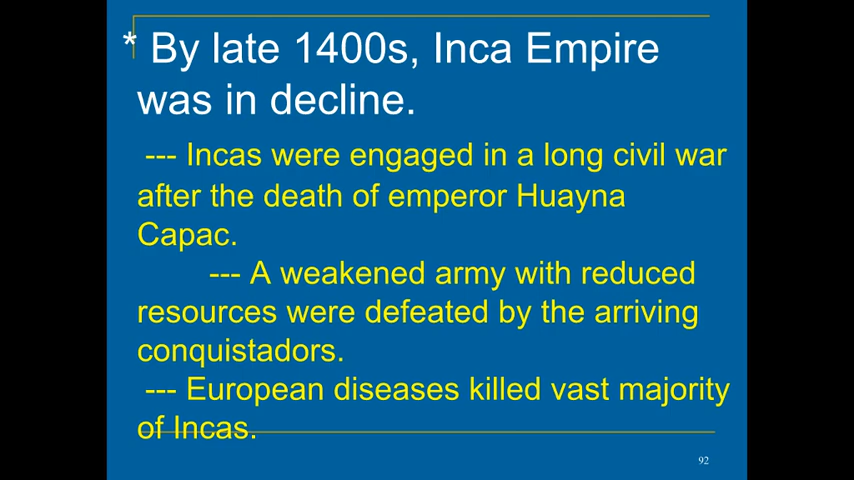 * By late 1400s, Inca Empire
was in decline.
--- Incas were engaged in a long civil war
after the death of emperor Huayna
Capac.
--- A weakened army with reduced
resources were defeated by the arriving
conquistadors.
--- European diseases killed vast majority
of Incas.
92